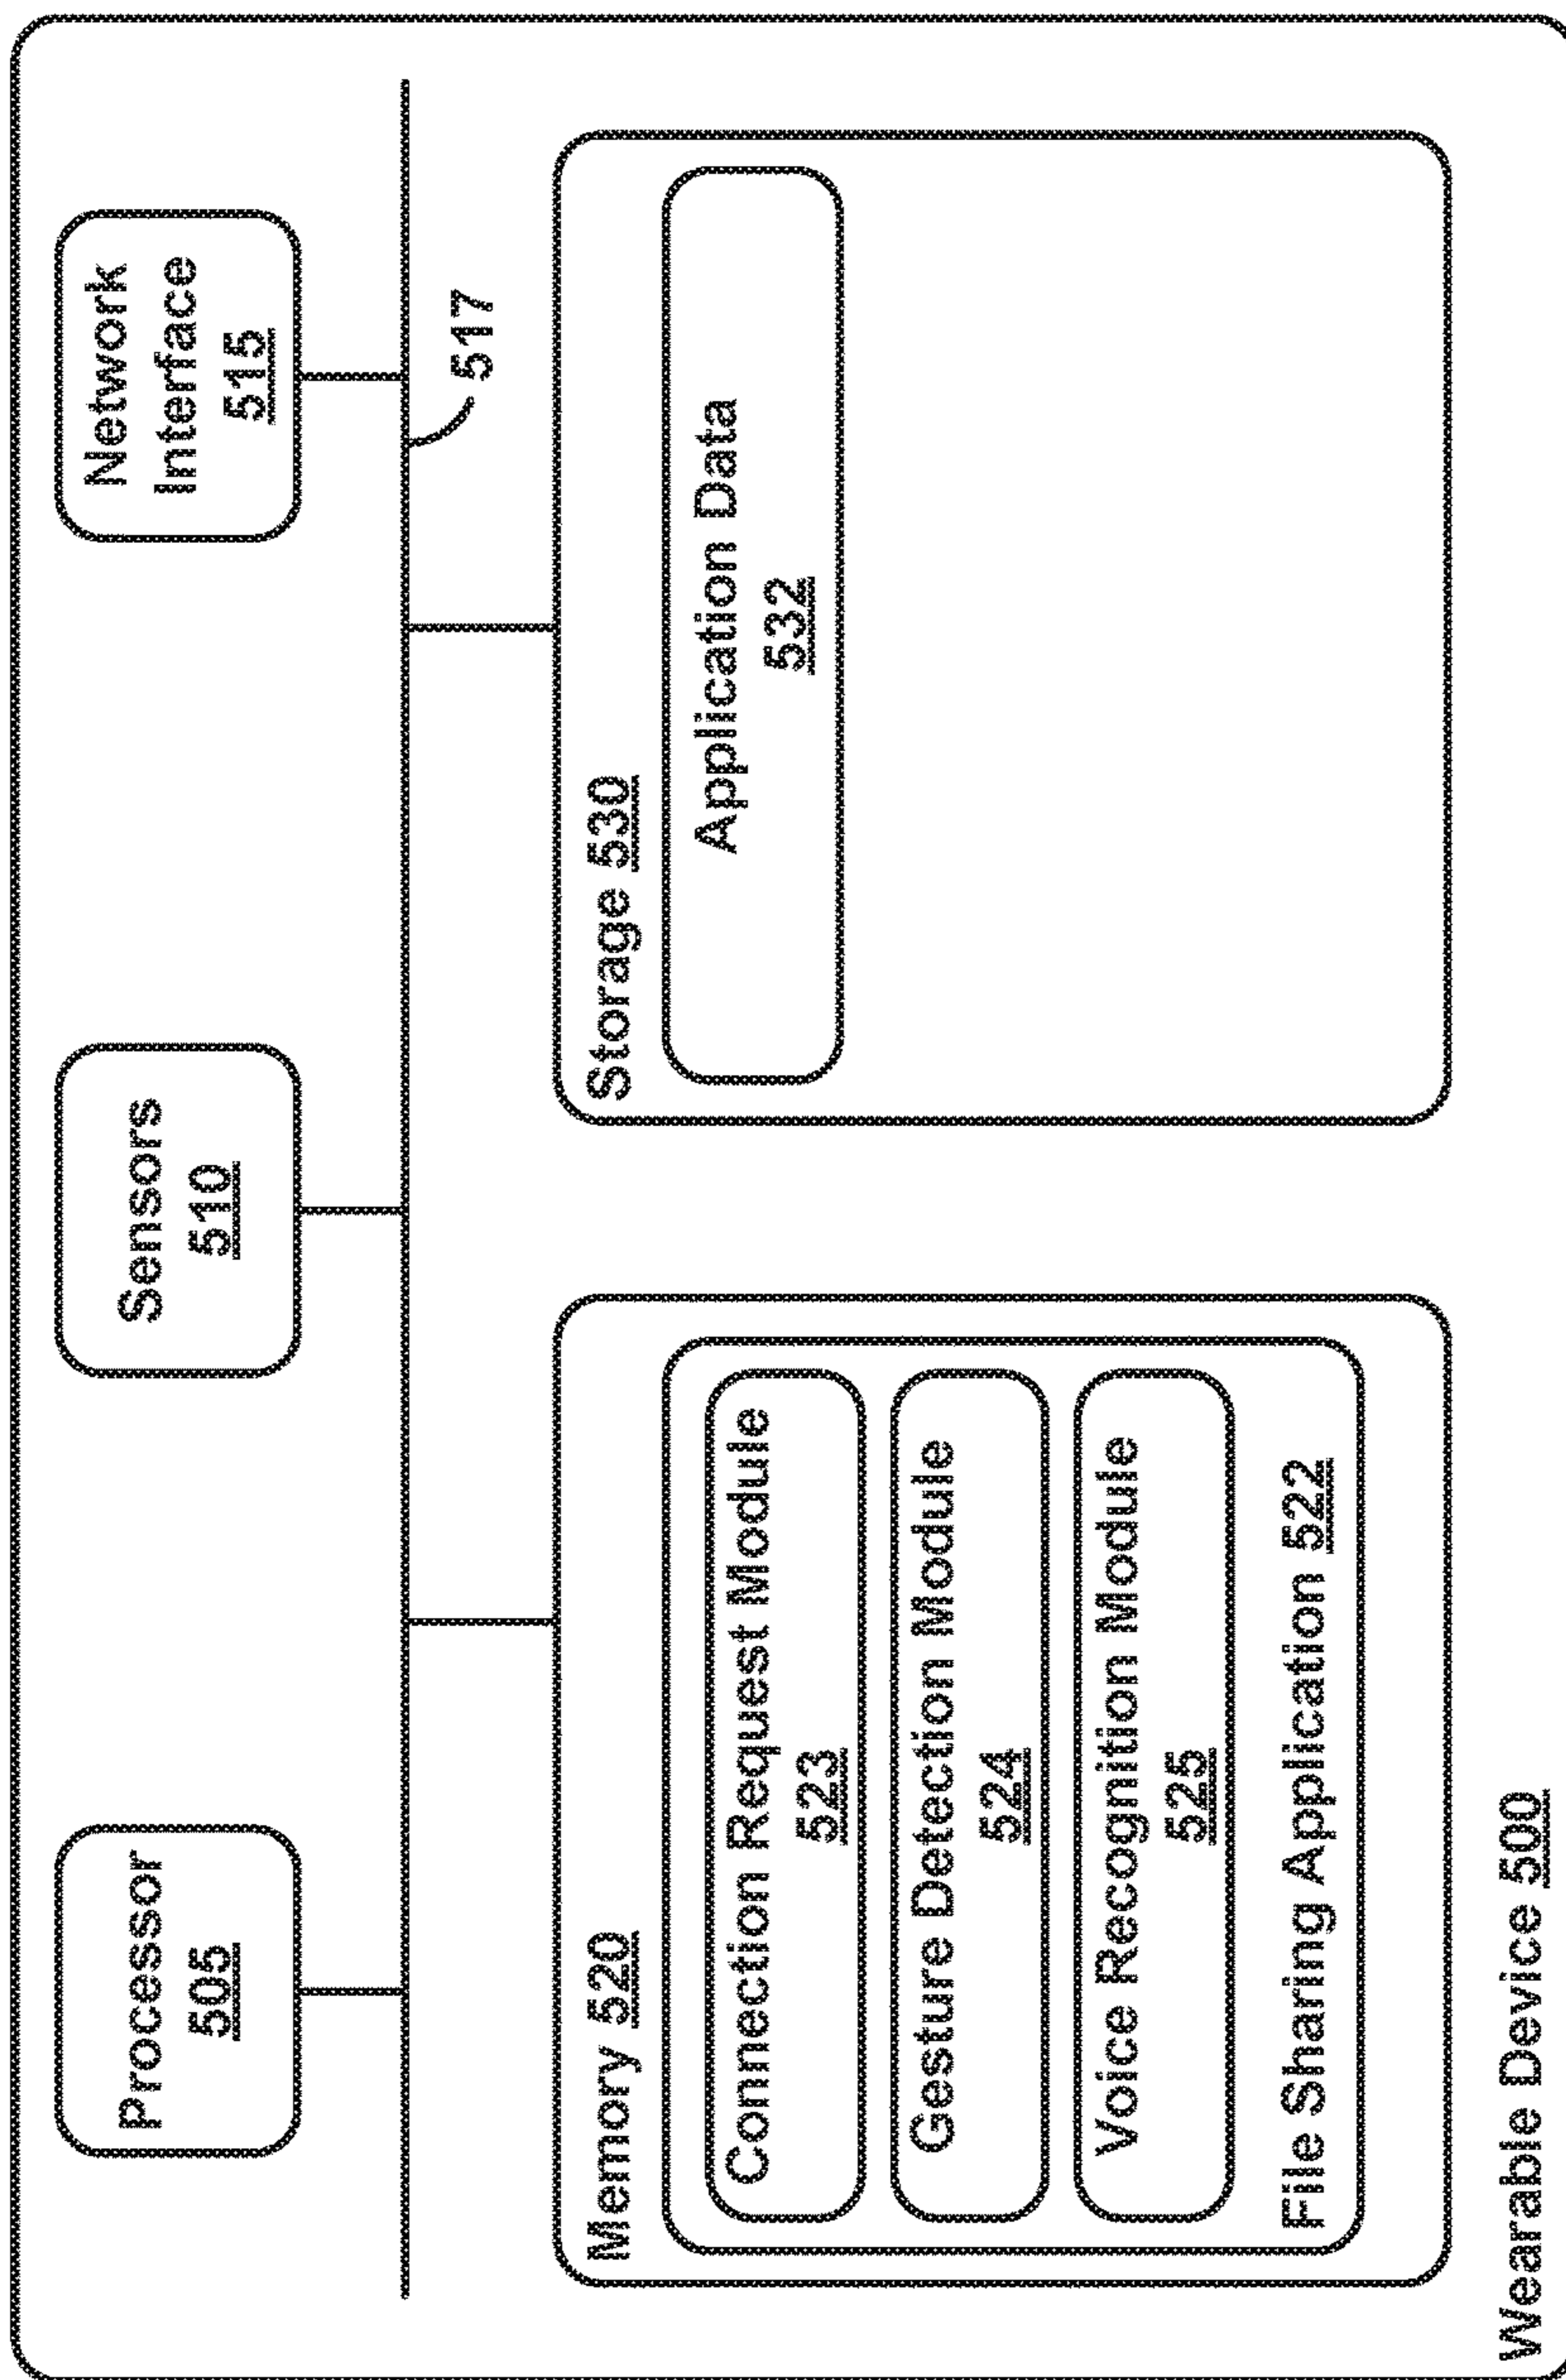 Processor
505
Sensors
510
Network
Interface
515
517
Memory 520
Connection Request Module
523
Gesture Detection Module
524
Voice Recognition Module
525
File Sharing Application 522
Storage 530
Application Data
532
Wearable Device 500